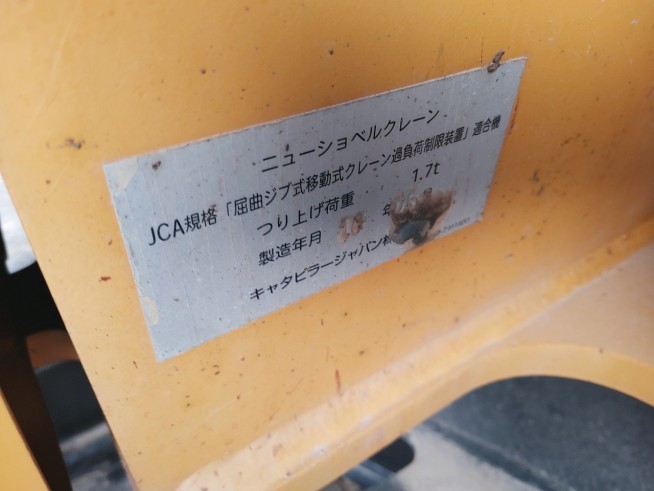 ニューショベルクレーン
JCA規格「屈曲ジブ式移動式クレーン過負荷制限装置」適合機
つり上げ荷重 1.7t
製造年月 年 月
キャタピラージャパン